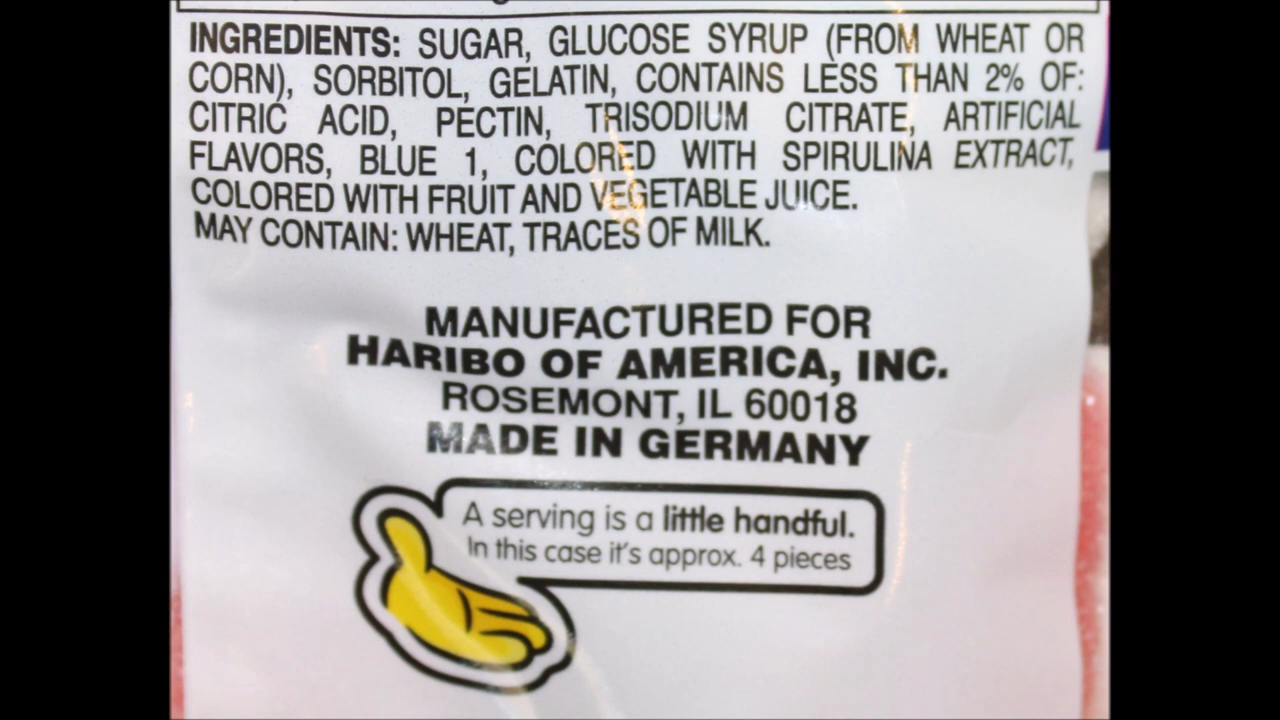 INGREDIENTS: SUGAR, GLUCOSE SYRUP (FROM WHEAT OR
CORN), SORBITOL, GELATIN, CONTAINS LESS THAN 2% OF:
CITRIC ACID, PECTIN, TRISODIUM CITRATE, ARTIFICIAL
FLAVORS, BLUE 1, COLORED WITH SPIRULINA EXTRACT,
COLORED WITH FRUIT AND VEGETABLE JUICE.
MAY CONTAIN: WHEAT, TRACES OF MILK.
MANUFACTURED FOR
HARIBO OF AMERICA, INC.
ROSEMONT, IL 60018
MADE IN GERMANY
A serving is a little handful.
In this case it's approx. 4 pieces